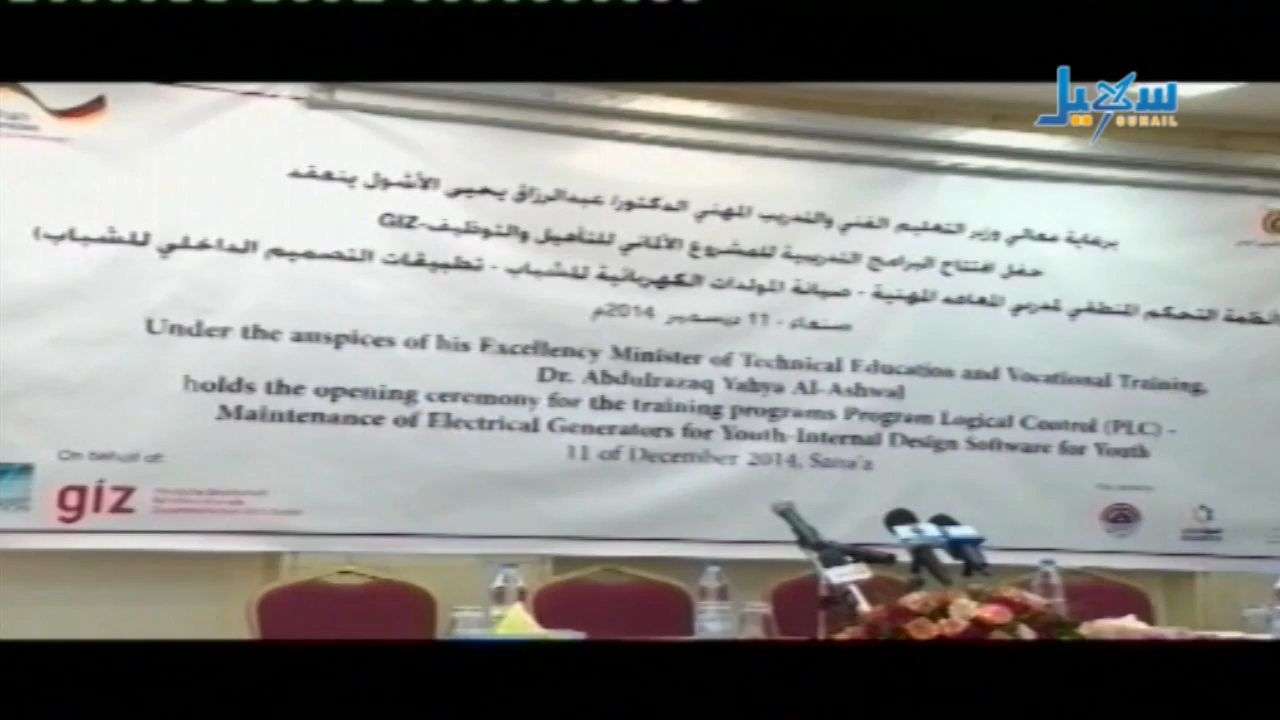 سهيل
SUHAIL
برعاية معالي وزير التعليم الفني والتدريب المهني الدكتور/ عبدالرزاق يحيى الأشول ينعقد
حفل افتتاح البرامج التدريبية للمشروع الألماني للتأهيل والتوظيف-GIZ
أنظمة التحكم المنطقي لمدربي المعاهد المهنية - صيانة المولدات الكهربائية للشباب - تطبيقات التصميم الداخلي للشباب)
صنعاء - 11 ديسمبر 2014م
Under the auspices of his Excellency Minister of Technical Education and Vocational Training,
Dr. Abdulrazaq Yahya Al-Ashwal
holds the opening ceremony for the training programs Program Logical Control (PLC) -
Maintenance of Electrical Generators for Youth-Internal Design Software for Youth
11 of December 2014, Sana'a
On behalf of:
giz